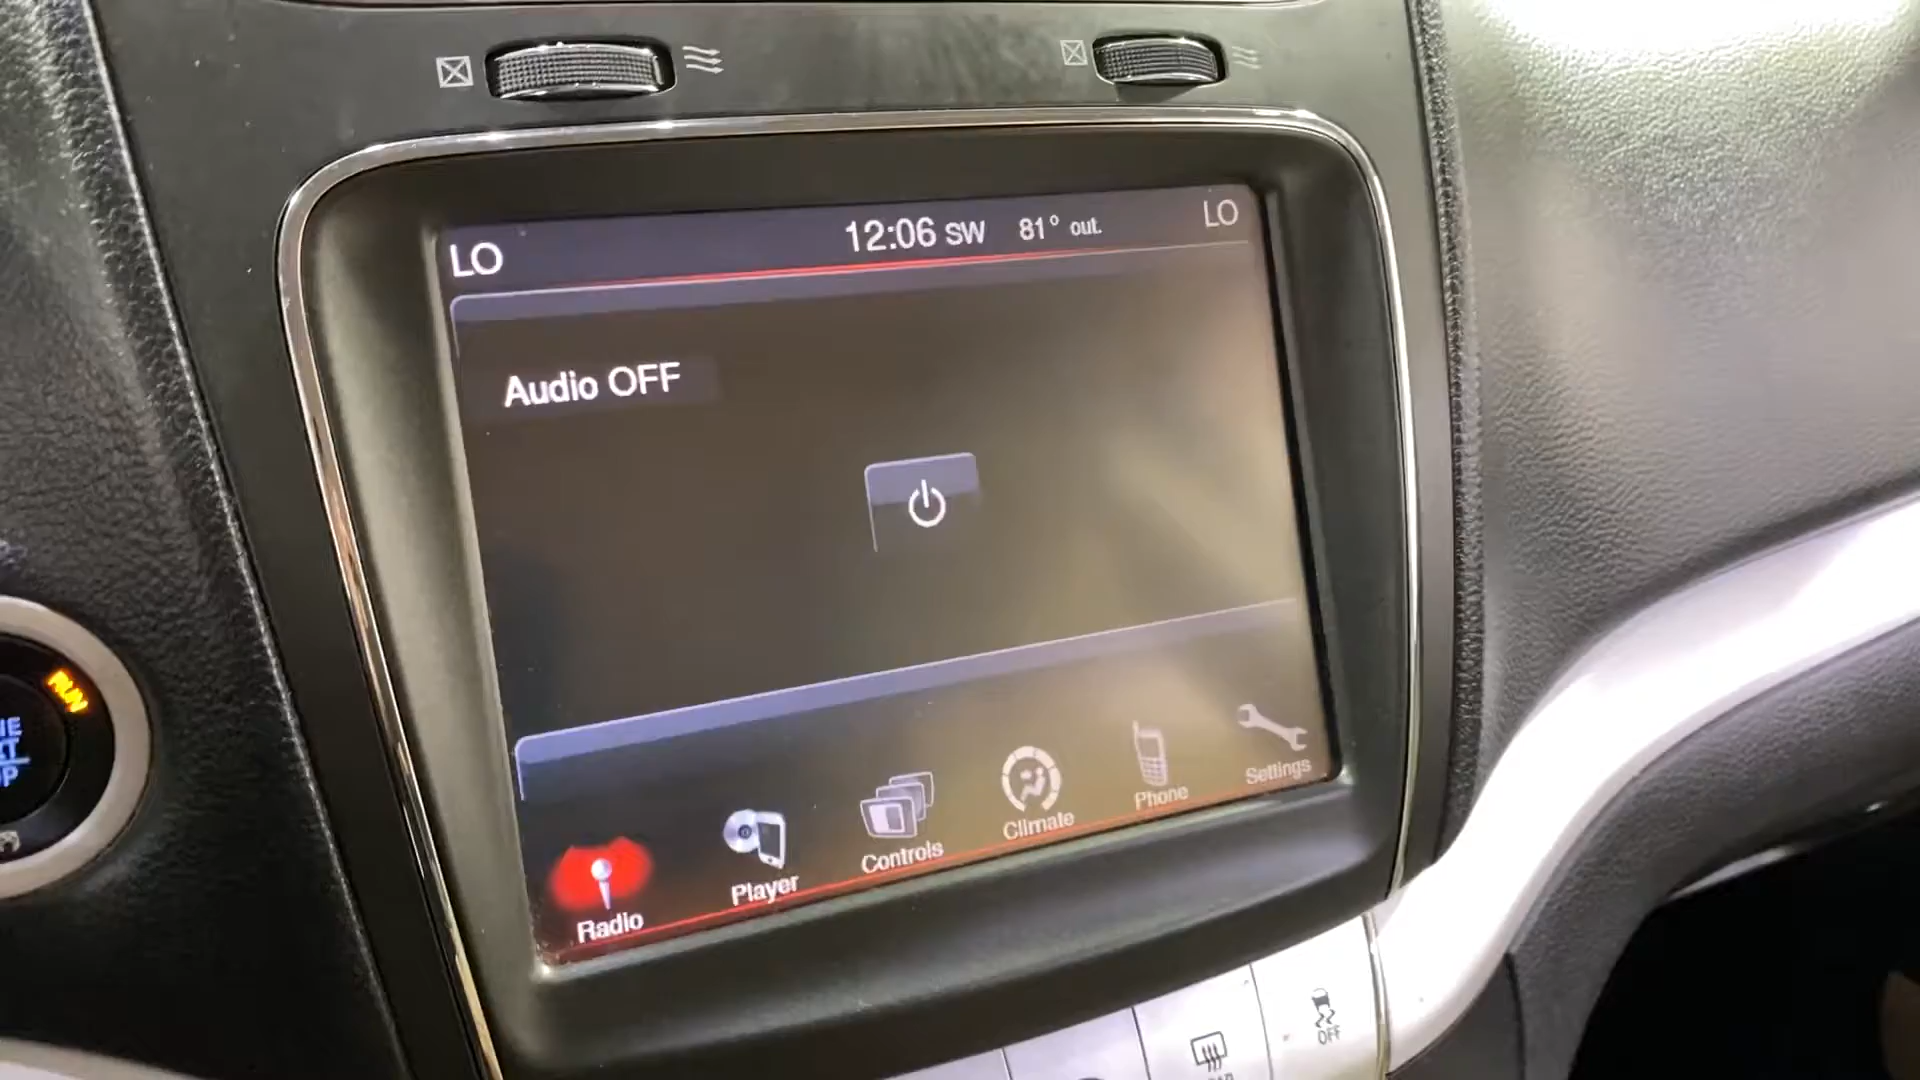 LO
12:06 SW 81° out.
LO
Audio OFF
RUN
Radio
Player
Controls
Climate
Phone
Settings
OFF